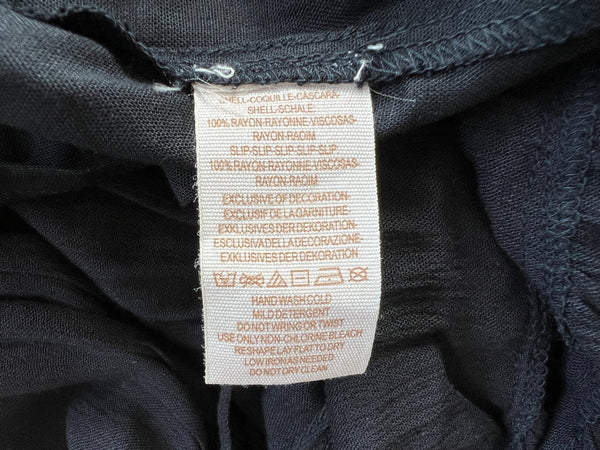 SHELL-COQUILLE-CASCARA-
SHELL-SCHALE:
100%RAYON-RAYONNE-VISCOSAS-
RAYON-RAOIM
SLIP-SLIP-SLIP-SLIP-SLIP
100%RAYON-RAYONNE-VISCOSAS-
RAYON-RAOIM
EXCLUSIVE OF DECORATION-
EXCLUSIF DE LA GARNITURE-
EXKLUSIVES DER DEKORATION-
ESCLUSIVA DELLA DECORAZIONE-
EXKLUSIVES DER DEKORATION
HAND WASH COLD
MILD DETERGENT
DO NOT WRING OR TWIST
USE ONLY NON-CHLORINE BLEACH
RESHAPE LAY FLAT TO DRY
LOW IRON AS NEEDED
DO NOT DRY CLEAN